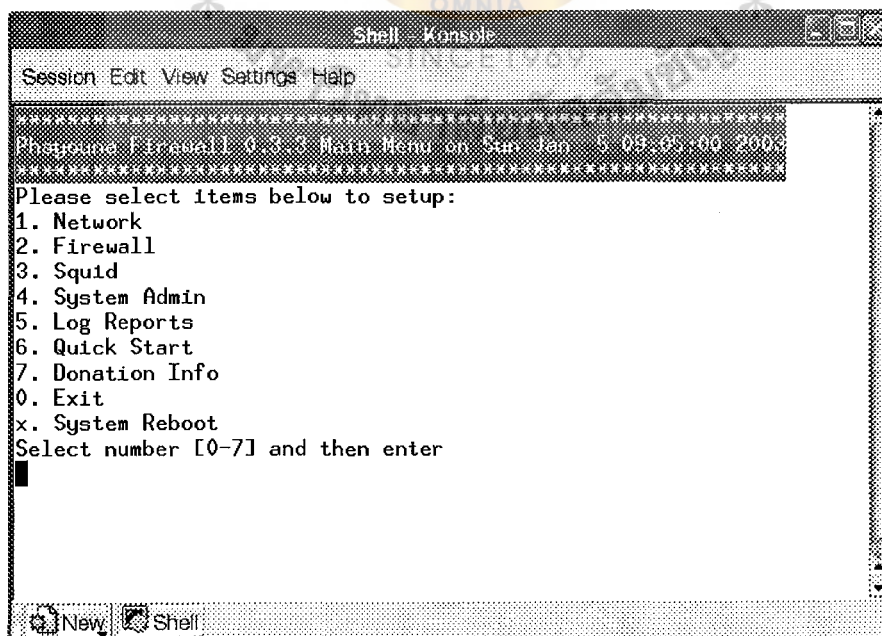 OMNIA
Shell - Konsole
SINCE1969
Session Edit View Settings Help
Phayoune Firewall 0.3.3 Main Menu on Sun Jan 5 09:05:00 2003
Please select items below to setup:
1. Network
2. Firewall
3. Squid
4. System Admin
5. Log Reports
6. Quick Start
7. Donation Info
0. Exit
x. System Reboot
Select number [0-7] and then enter
New Shell